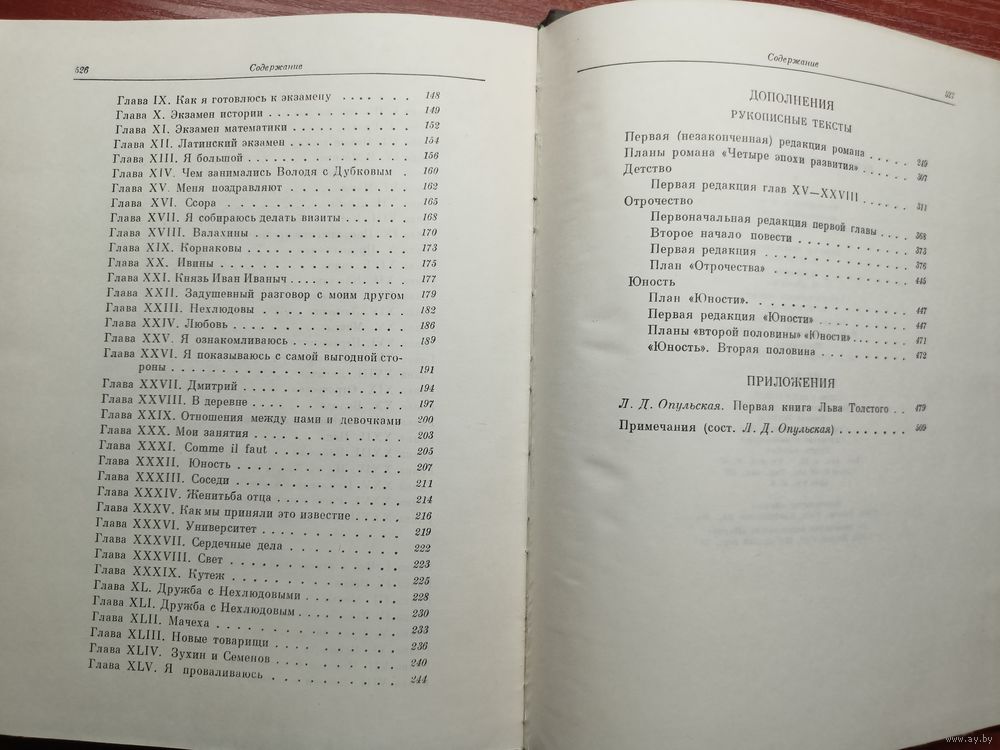 526
Содержание
Глава IX. Как я готовлюсь к экзамену . . . . . . . 148
Глава X. Экзамен истории . . . . . . . . . . . . 149
Глава XI. Экзамен математики . . . . . . . . . . . 152
Глава XII. Латинский экзамен . . . . . . . . . . . 154
Глава XIII. Я большой . . . . . . . . . . . . . . 156
Глава XIV. Чем занимались Володя с Дубковым . 160
Глава XV. Меня поздравляют . . . . . . . . . . . 162
Глава XVI. Ссора . . . . . . . . . . . . . . . . 165
Глава XVII. Я собираюсь делать визиты . . . . . . 168
Глава XVIII. Валахины . . . . . . . . . . . . . . 170
Глава XIX. Корнаковы . . . . . . . . . . . . . . 173
Глава XX. Ивины . . . . . . . . . . . . . . . . 175
Глава XXI. Князь Иван Иваныч . . . . . . . . . . 177
Глава XXII. Задушевный разговор с моим другом 179
Глава XXIII. Нехлюдовы . . . . . . . . . . . . . 182
Глава XXIV. Любовь . . . . . . . . . . . . . . . 186
Глава XXV. Я ознакомливаюсь . . . . . . . . . . 189
Глава XXVI. Я показываюсь с самой выгодной сто-
роны . . . . . . . . . . . . . . . . . . 191
Глава XXVII. Дмитрий . . . . . . . . . . . . . . 194
Глава XXVIII. В деревне . . . . . . . . . . . . . 197
Глава XXIX. Отношения между нами и девочками 200
Глава XXX. Мои занятия . . . . . . . . . . . . . 203
Глава XXXI. Comme il faut . . . . . . . . . . . . 205
Глава XXXII. Юность . . . . . . . . . . . . . . 207
Глава XXXIII. Соседи . . . . . . . . . . . . . . 211
Глава XXXIV. Женитьба отца . . . . . . . . . . . 214
Глава XXXV. Как мы приняли это известие . . . . . 216
Глава XXXVI. Университет . . . . . . . . . . . . 219
Глава XXXVII. Сердечные дела . . . . . . . . . . 222
Глава XXXVIII. Свет . . . . . . . . . . . . . . 223
Глава XXXIX. Кутеж . . . . . . . . . . . . . . 225
Глава XL. Дружба с Нехлюдовыми . . . . . . . . . 228
Глава XLI. Дружба с Нехлюдовым . . . . . . . . . 230
Глава XLII. Мачеха . . . . . . . . . . . . . . . 233
Глава XLIII. Новые товарищи . . . . . . . . . . . 236
Глава XLIV. Зухин и Семенов . . . . . . . . . . . 240
Глава XLV. Я проваливаюсь . . . . . . . . . . . . 244
Содержание
527
ДОПОЛНЕНИЯ
РУКОПИСНЫЕ ТЕКСТЫ
Первая (незаконченная) редакция романа . . . . . 249
Планы романа «Четыре эпохи развития» . . . . . . 307
Детство
Первая редакция глав XV—XXVIII . . . . . . 311
Отрочество
Первоначальная редакция первой главы . . . . 368
Второе начало повести . . . . . . . . . . . 373
Первая редакция . . . . . . . . . . . . . . 376
План «Отрочества» . . . . . . . . . . . . . 445
Юность
План «Юности». . . . . . . . . . . . . . . 447
Первая редакция «Юности» . . . . . . . . . 447
Планы «второй половины» «Юности» . . . . . 471
«Юность». Вторая половина . . . . . . . . . 472
ПРИЛОЖЕНИЯ
Л. Д. Опульская. Первая книга Льва Толстого . . 479
Примечания (сост. Л. Д. Опульская) . . . . . . . . 509
www.ay.by